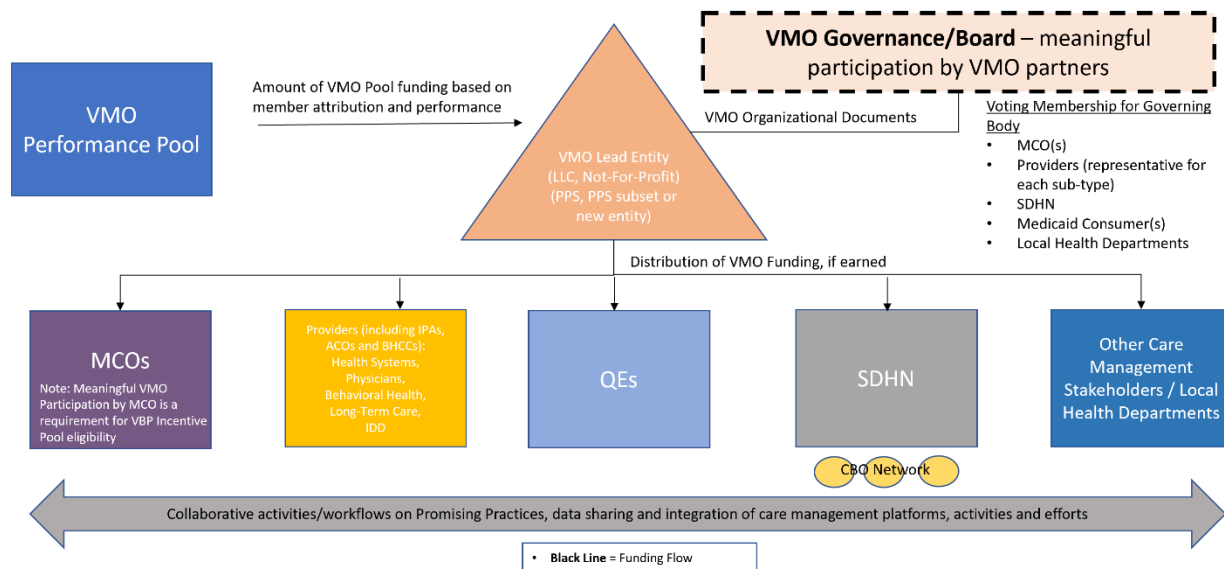 VMO Governance/Board – meaningful
participation by VMO partners
VMO
Performance Pool
Amount of VMO Pool funding based on
member attribution and performance
VMO Organizational Documents
Voting Membership for Governing
Body
• MCO(s)
• Providers (representative for
each sub-type)
• SDHN
• Medicaid Consumer(s)
• Local Health Departments
VMO Lead Entity
(LLC, Not-For-Profit)
(PPS, PPS subset or
new entity)
Distribution of VMO Funding, if earned
MCOs
Note: Meaningful VMO
Participation by MCO is a
requirement for VBP Incentive
Pool eligibility
Providers (including IPAs,
ACOs and BHCCs):
Health Systems,
Physicians,
Behavioral Health,
Long-Term Care,
IDD
QEs
SDHN
CBO Network
Other Care
Management
Stakeholders / Local
Health Departments
Collaborative activities/workflows on Promising Practices, data sharing and integration of care management platforms, activities and efforts
• Black Line = Funding Flow